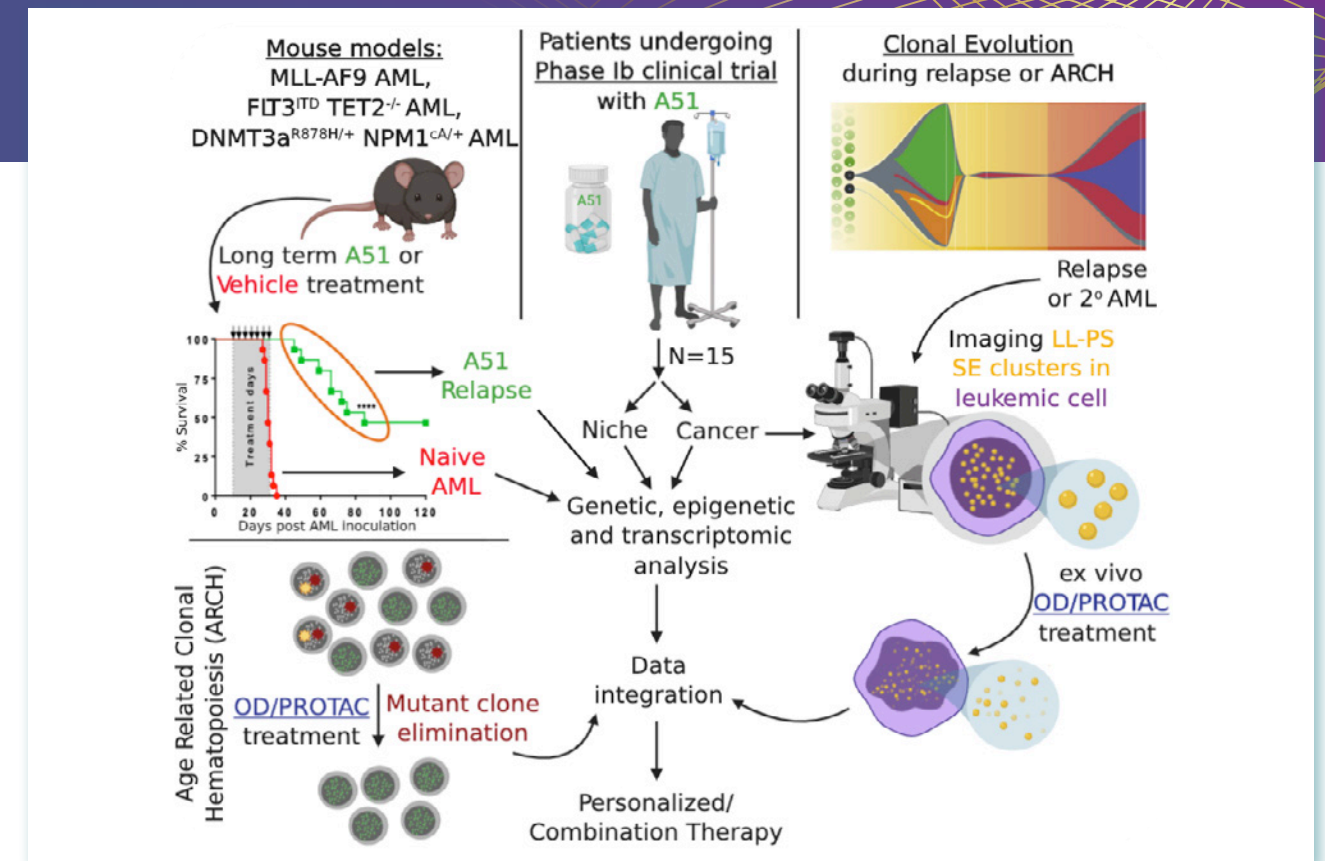 Mouse models:
MLL-AF9 AML,
FLT3ITD TET2-/- AML,
DNMT3aR878H/+ NPM1cA/+ AML
Long term A51 or
Vehicle treatment
Patients undergoing
Phase Ib clinical trial
with A51
A51
N=15
Niche
Cancer
Clonal Evolution
during relapse or ARCH
Relapse
or 2º AML
Imaging LL-PS
SE clusters in
leukemic cell
% Survival
100
75
50
25
0
Treatment days
****
0 20 40 60 80 100 120
Days post AML inoculation
A51
Relapse
Naive
AML
Genetic, epigenetic
and transcriptomic
analysis
ex vivo
OD/PROTAC
treatment
Age Related Clonal
Hematopoiesis (ARCH)
OD/PROTAC
treatment
Mutant clone
elimination
Data
integration
Personalized/
Combination Therapy